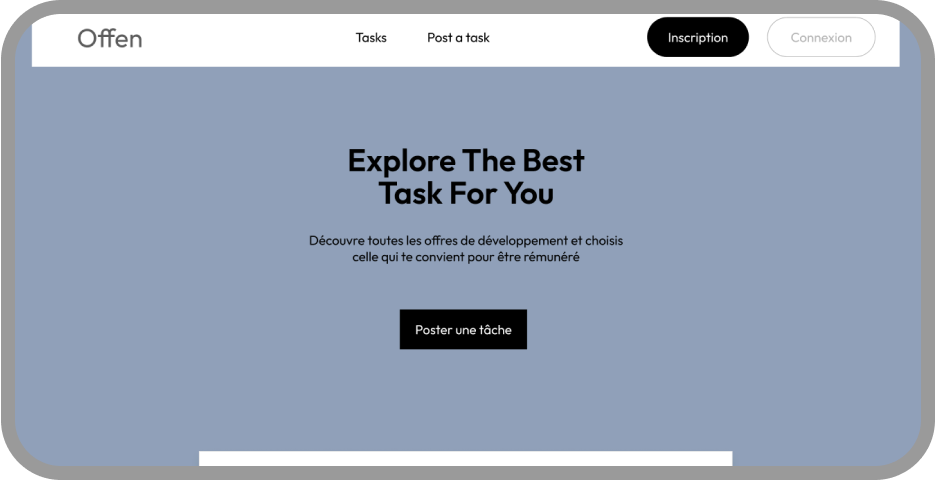 Offen
Tasks
Post a task
Inscription
Connexion
Explore The Best
Task For You
Découvre toutes les offres de développement et choisis
celle qui te convient pour être rémunéré
Poster une tâche